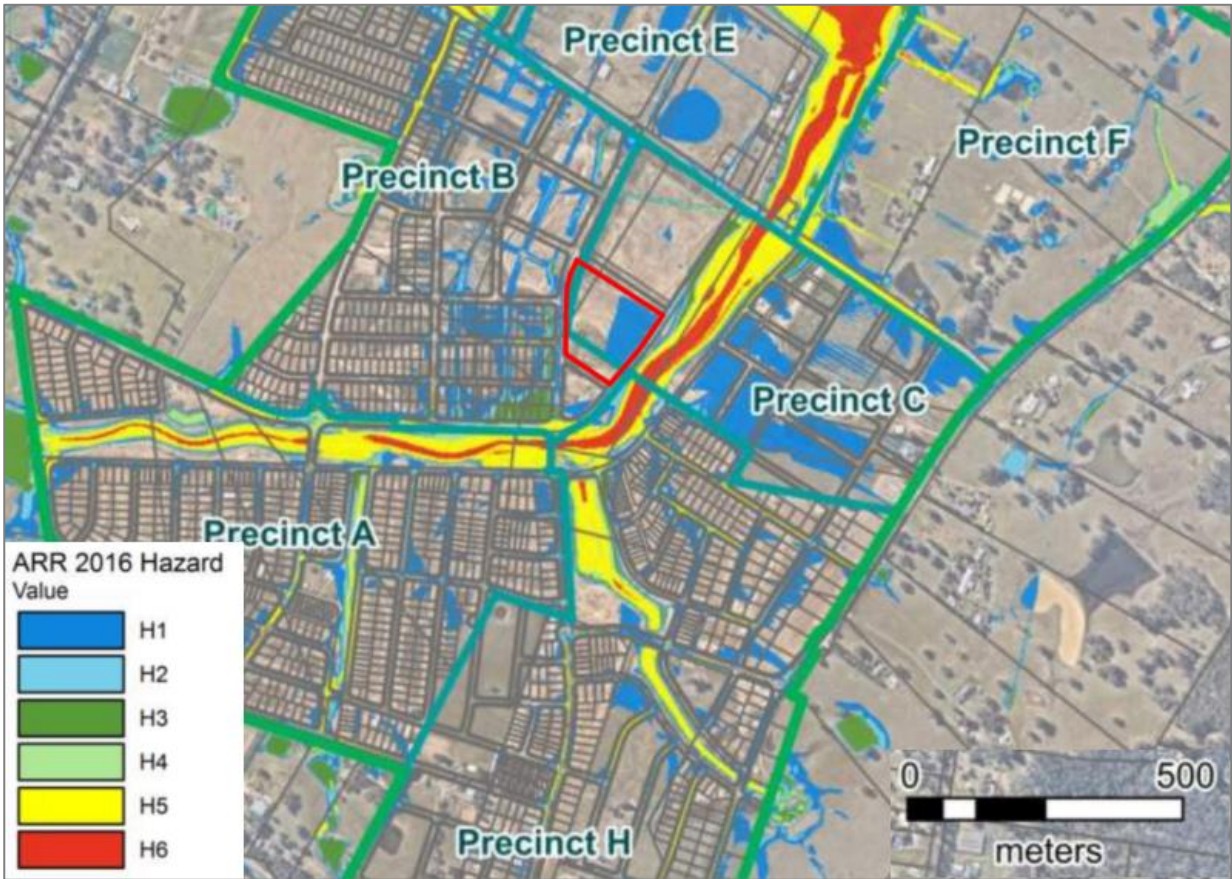 Precinct E
Precinct F
Precinct B
Precinct C
Precinct A
ARR 2016 Hazard
Value
H1
H2
H3
H4
H5
H6
0 500
meters
Precinct H